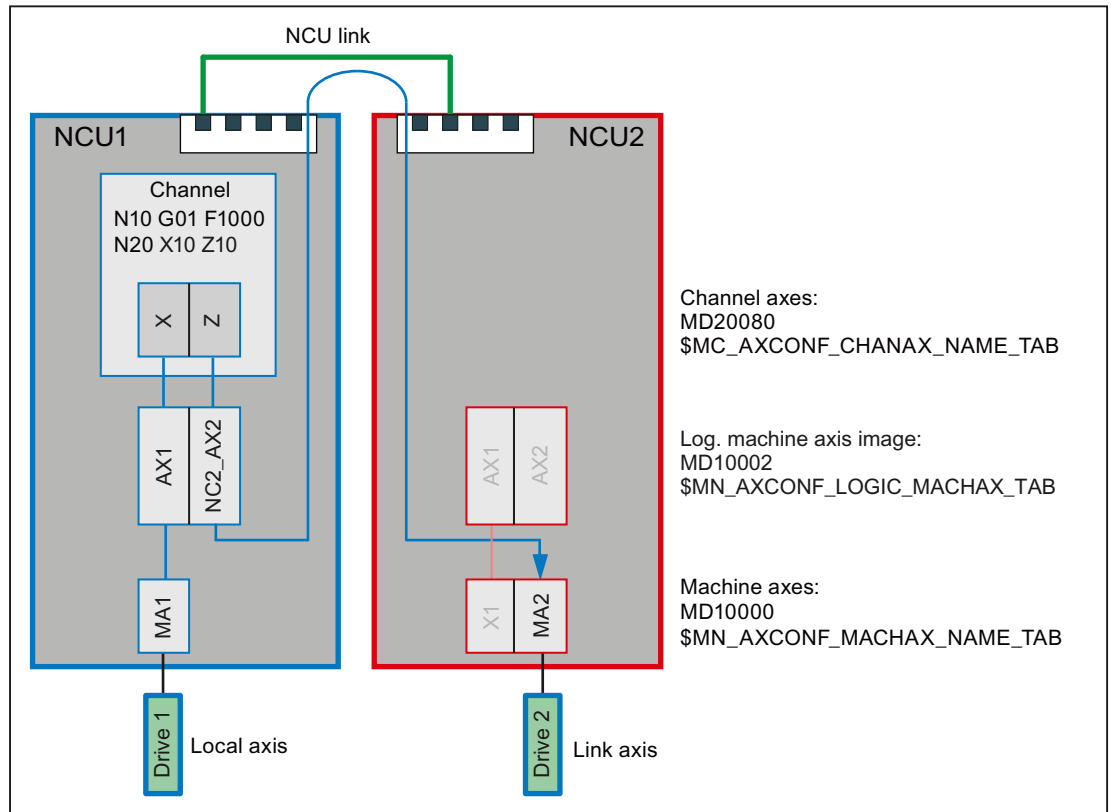 NCU link
NCU1
NCU2
Channel
N10 G01 F1000
N20 X10 Z10
X
Z
Channel axes:
MD20080
$MC_AXCONF_CHANAX_NAME_TAB
AX1
NC2_AX2
AX1
AX2
Log. machine axis image:
MD10002
$MN_AXCONF_LOGIC_MACHAX_TAB
MA1
X1
MA2
Machine axes:
MD10000
$MN_AXCONF_MACHAX_NAME_TAB
Drive 1
Local axis
Drive 2
Link axis